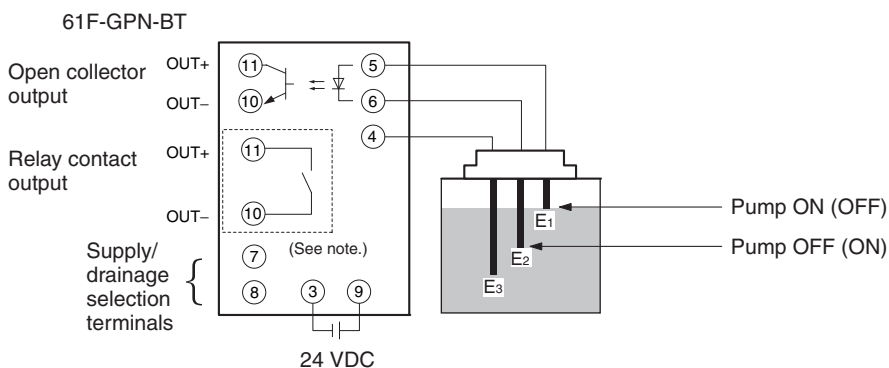 61F-GPN-BT
Open collector
output
OUT+
OUT−
11
10
5
6
4
Relay contact
output
OUT+
OUT−
11
10
Supply/
drainage
selection
terminals
7
8
(See note.)
3
9
24 VDC
E1
E2
E3
Pump ON (OFF)
Pump OFF (ON)